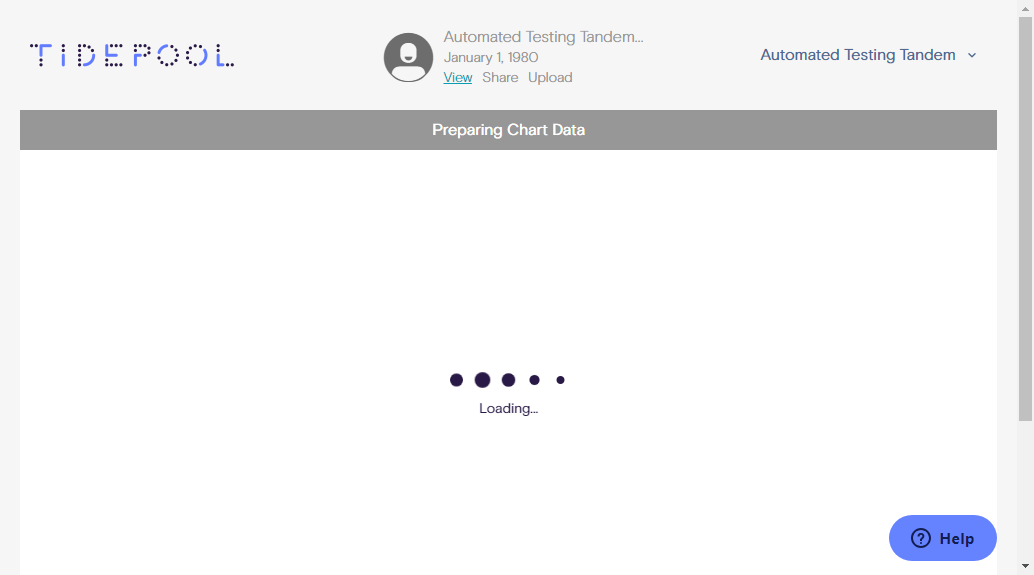 TIDEPOOL
Automated Testing Tandem...
January 1, 1980
View Share Upload
Automated Testing Tandem
Preparing Chart Data
Loading...
Help